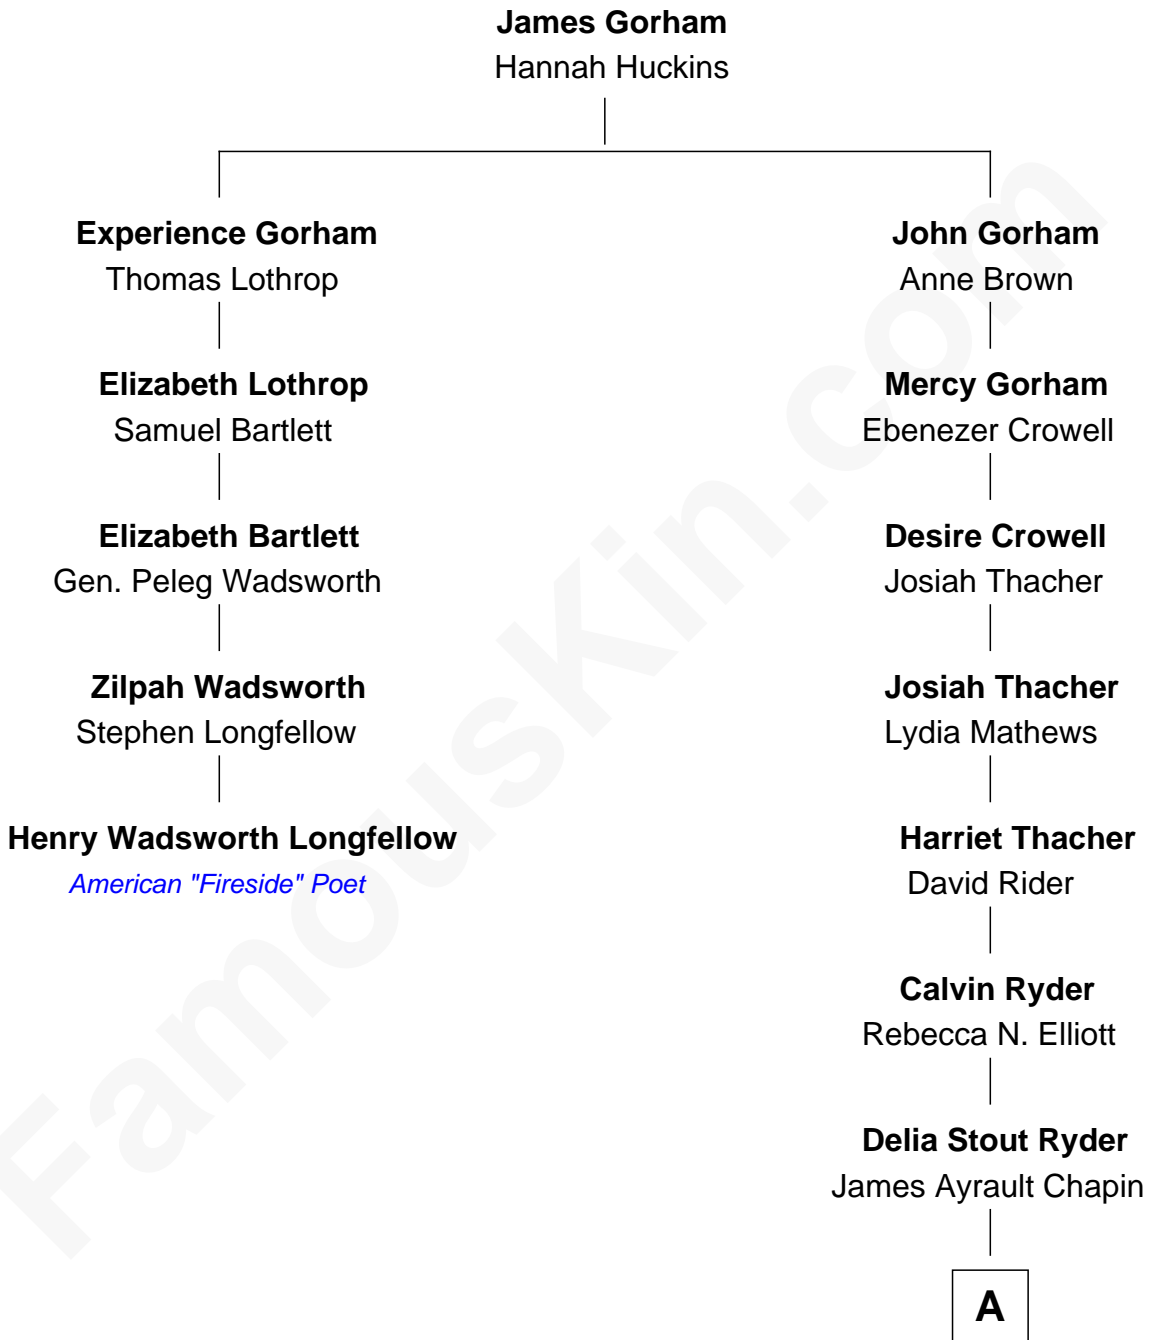 James Gorham
Hannah Huckins
Experience Gorham
Thomas Lothrop
John Gorham
Anne Brown
Elizabeth Lothrop
Samuel Bartlett
Mercy Gorham
Ebenezer Crowell
Elizabeth Bartlett
Gen. Peleg Wadsworth
Desire Crowell
Josiah Thacher
Zilpah Wadsworth
Stephen Longfellow
Josiah Thacher
Lydia Mathews
Henry Wadsworth Longfellow
American "Fireside" Poet
Harriet Thacher
David Rider
Calvin Ryder
Rebecca N. Elliott
Delia Stout Ryder
James Ayrault Chapin
A
FamousKin.com